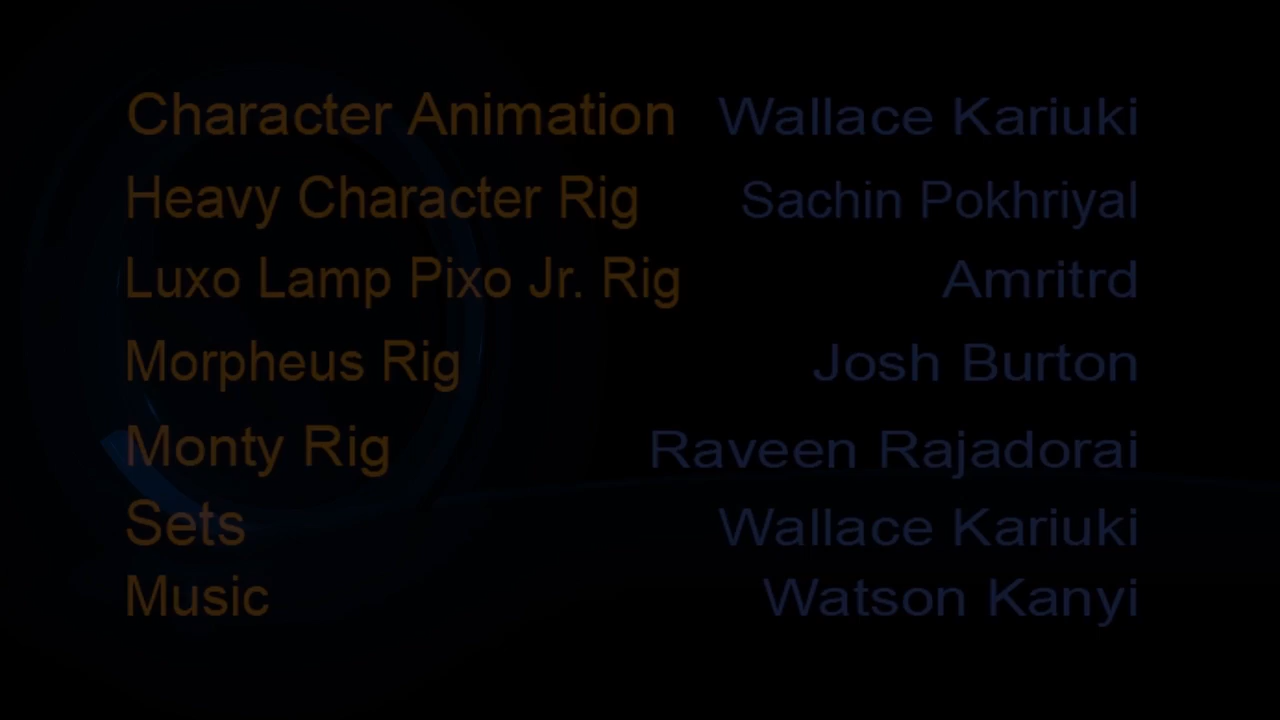 Character Animation Wallace Kariuki
Heavy Character Rig Sachin Pokhriyal
Luxo Lamp Pixo Jr. Rig Amritrd
Morpheus Rig Josh Burton
Monty Rig Raveen Rajadorai
Sets Wallace Kariuki
Music Watson Kanyi